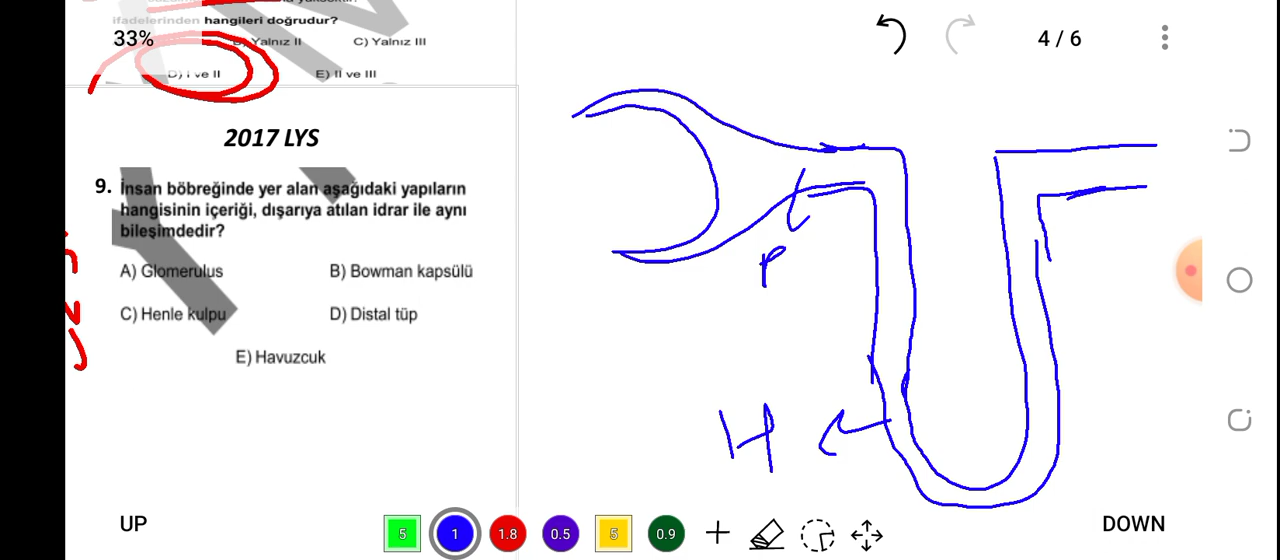 ifadelerinden hangileri doğrudur?
33%
Yalnız II
C) Yalnız III
D) I ve II
E) II ve III
4 / 6
2017 LYS
9. İnsan böbreğinde yer alan aşağıdaki yapıların
hangisinin içeriği, dışarıya atılan idrar ile aynı
bileşimdedir?
A) Glomerulus
B) Bowman kapsülü
C) Henle kulpu
D) Distal tüp
E) Havuzcuk
P
H
UP
5
1
1.8
0.5
5
0.9
DOWN